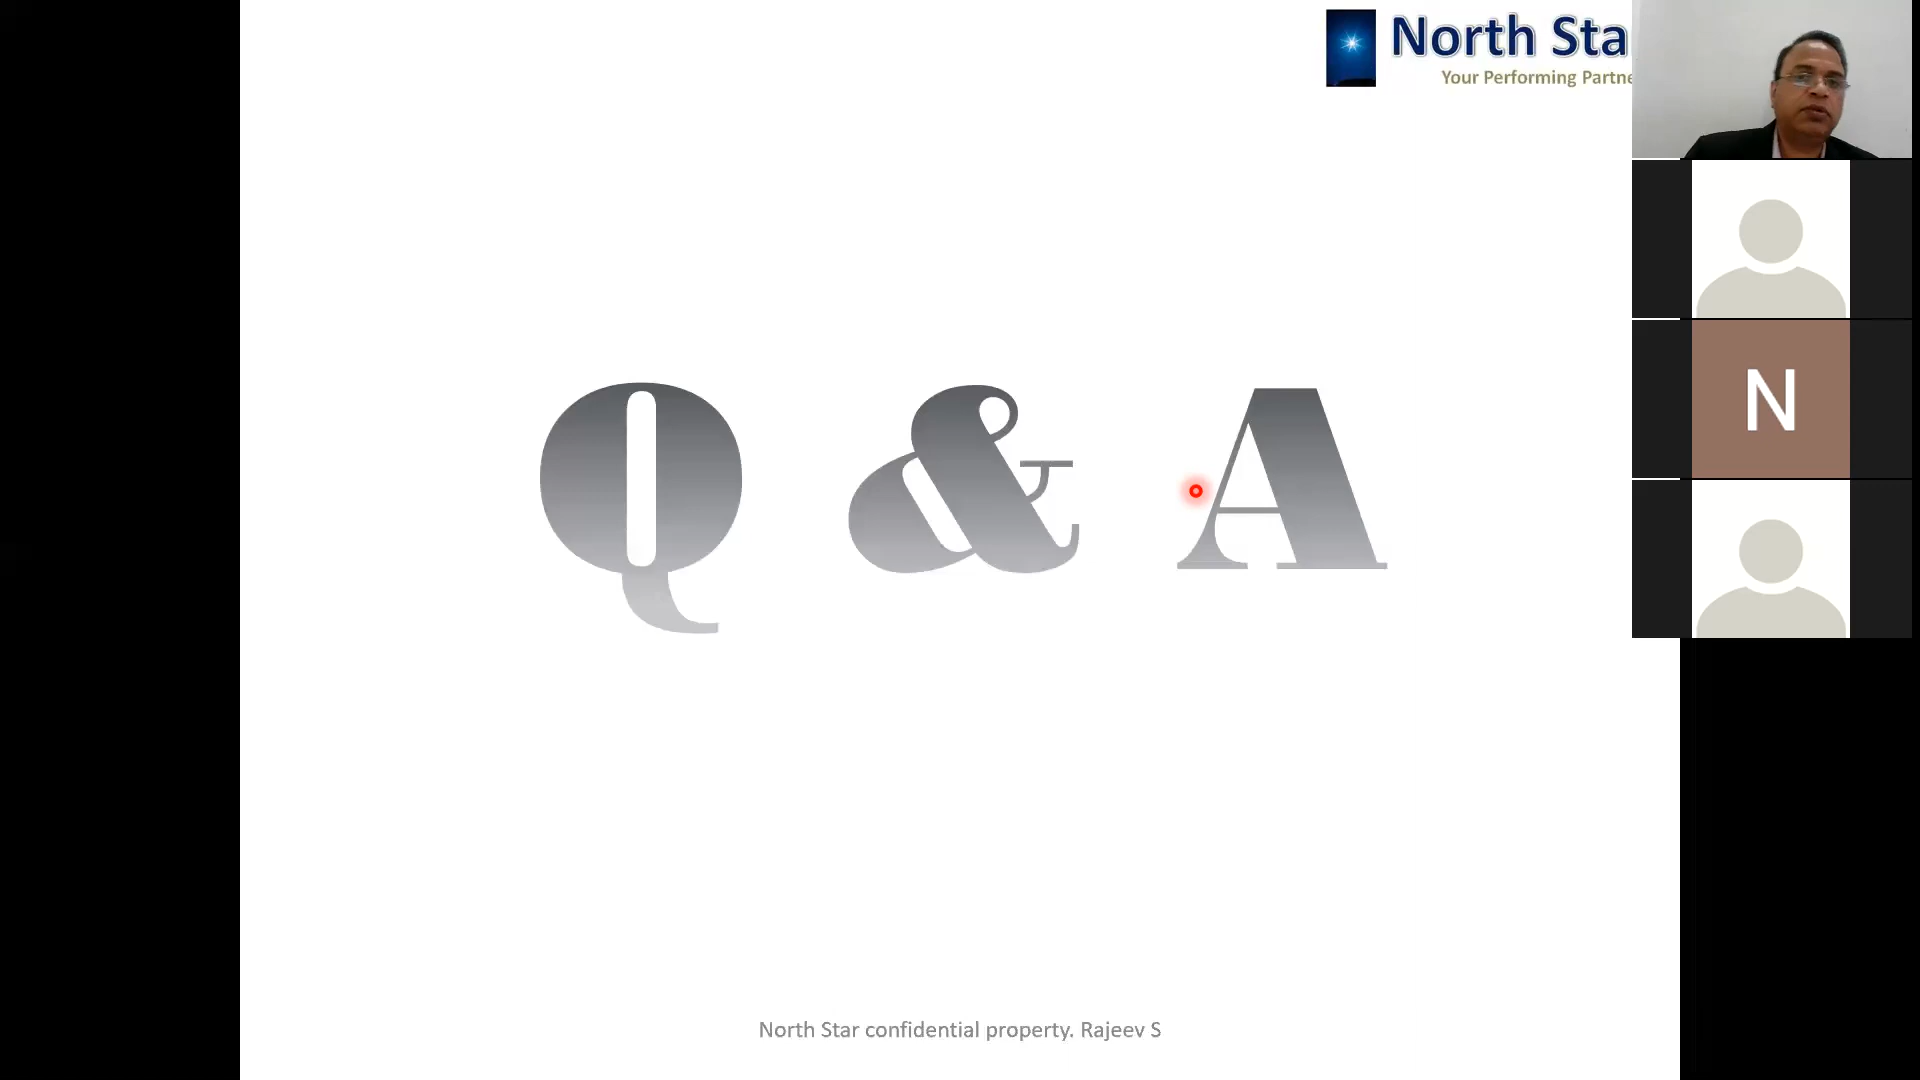 North Sta
Your Performing Partne
N
Q & A
North Star confidential property. Rajeev S